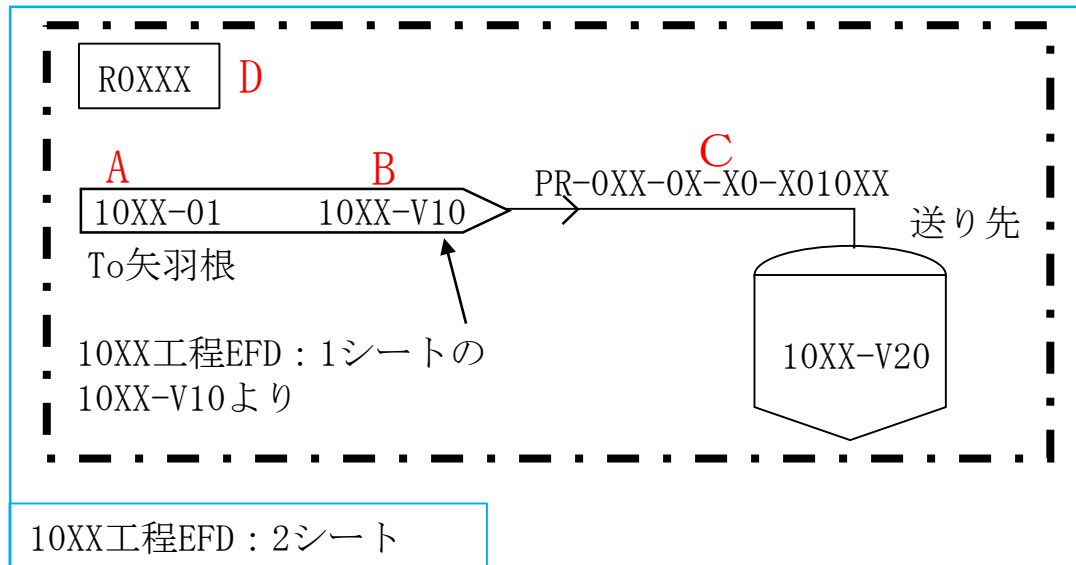 R0XXX
D
A
B
C
PR-0XX-0X-X0-X010XX
10XX-01
10XX-V10
送り先
To矢羽根
10XX工程EFD：1シートの
10XX-V10より
10XX-V20
10XX工程EFD：2シート